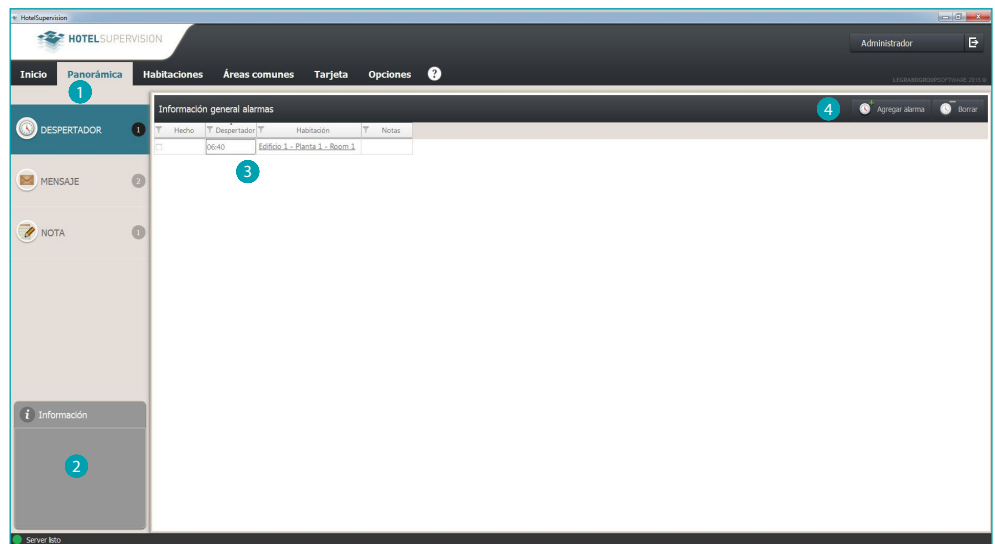 HotelSupervision
HOTELSUPERVISION
Administrador
Inicio Panorámica Habitaciones Áreas comunes Tarjeta Opciones ?
1
Información general alarmas
4 Agregar alarma Borrar
DESPERTADOR 1
Hecho Despertador Habitación Notas
06:40 Edificio 1 - Planta 1 - Room 1
3
MENSAJE 2
NOTA 1
i Información
2
Server listo